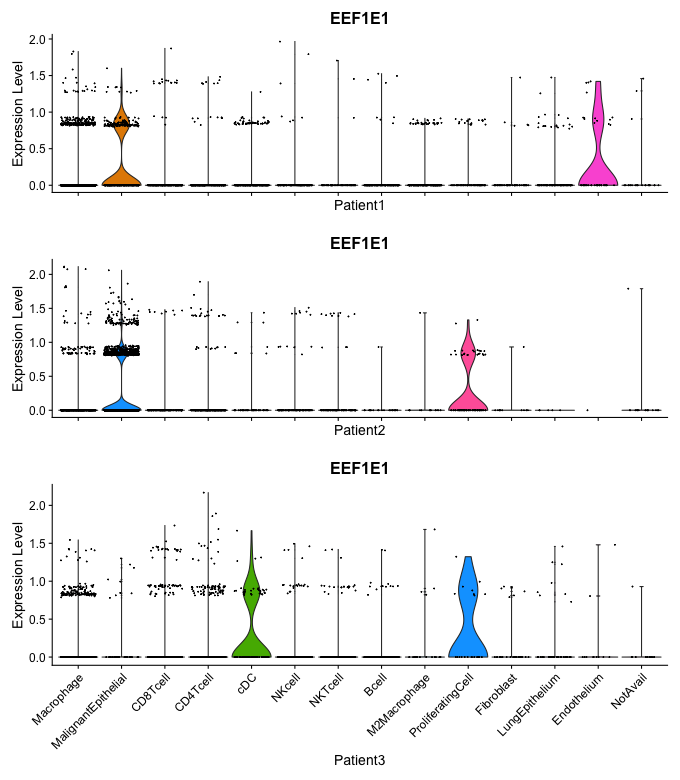 EEF1E1
Expression Level
2.0
1.5
1.0
0.5
0.0
Patient1
EEF1E1
Expression Level
2.0
1.5
1.0
0.5
0.0
Patient2
EEF1E1
Expression Level
2.0
1.5
1.0
0.5
0.0
Macrophage
MalignantEpithelial
CD8Tcell
CD4Tcell
cDC
NKcell
NKTcell
Bcell
M2Macrophage
ProliferatingCell
Fibroblast
LungEpithelium
Endothelium
NotAvail
Patient3